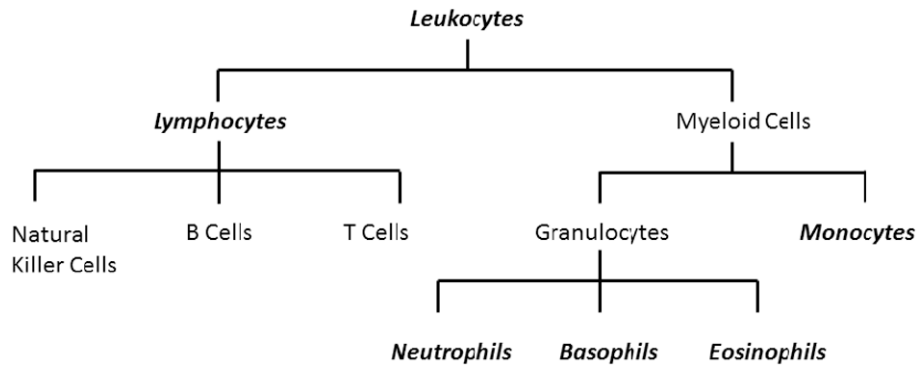 Leukocytes
Lymphocytes
Myeloid Cells
Natural
Killer Cells
B Cells
T Cells
Granulocytes
Monocytes
Neutrophils
Basophils
Eosinophils